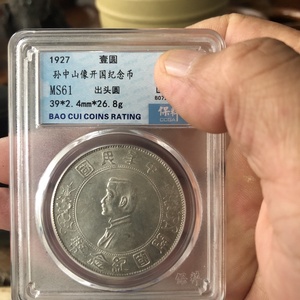 1927 壹圆
孙中山像开国纪念币
MS61 出头圆
39*2.4mm*26.8g
BAO CUI COINS RATING
中華民國
開國紀念幣